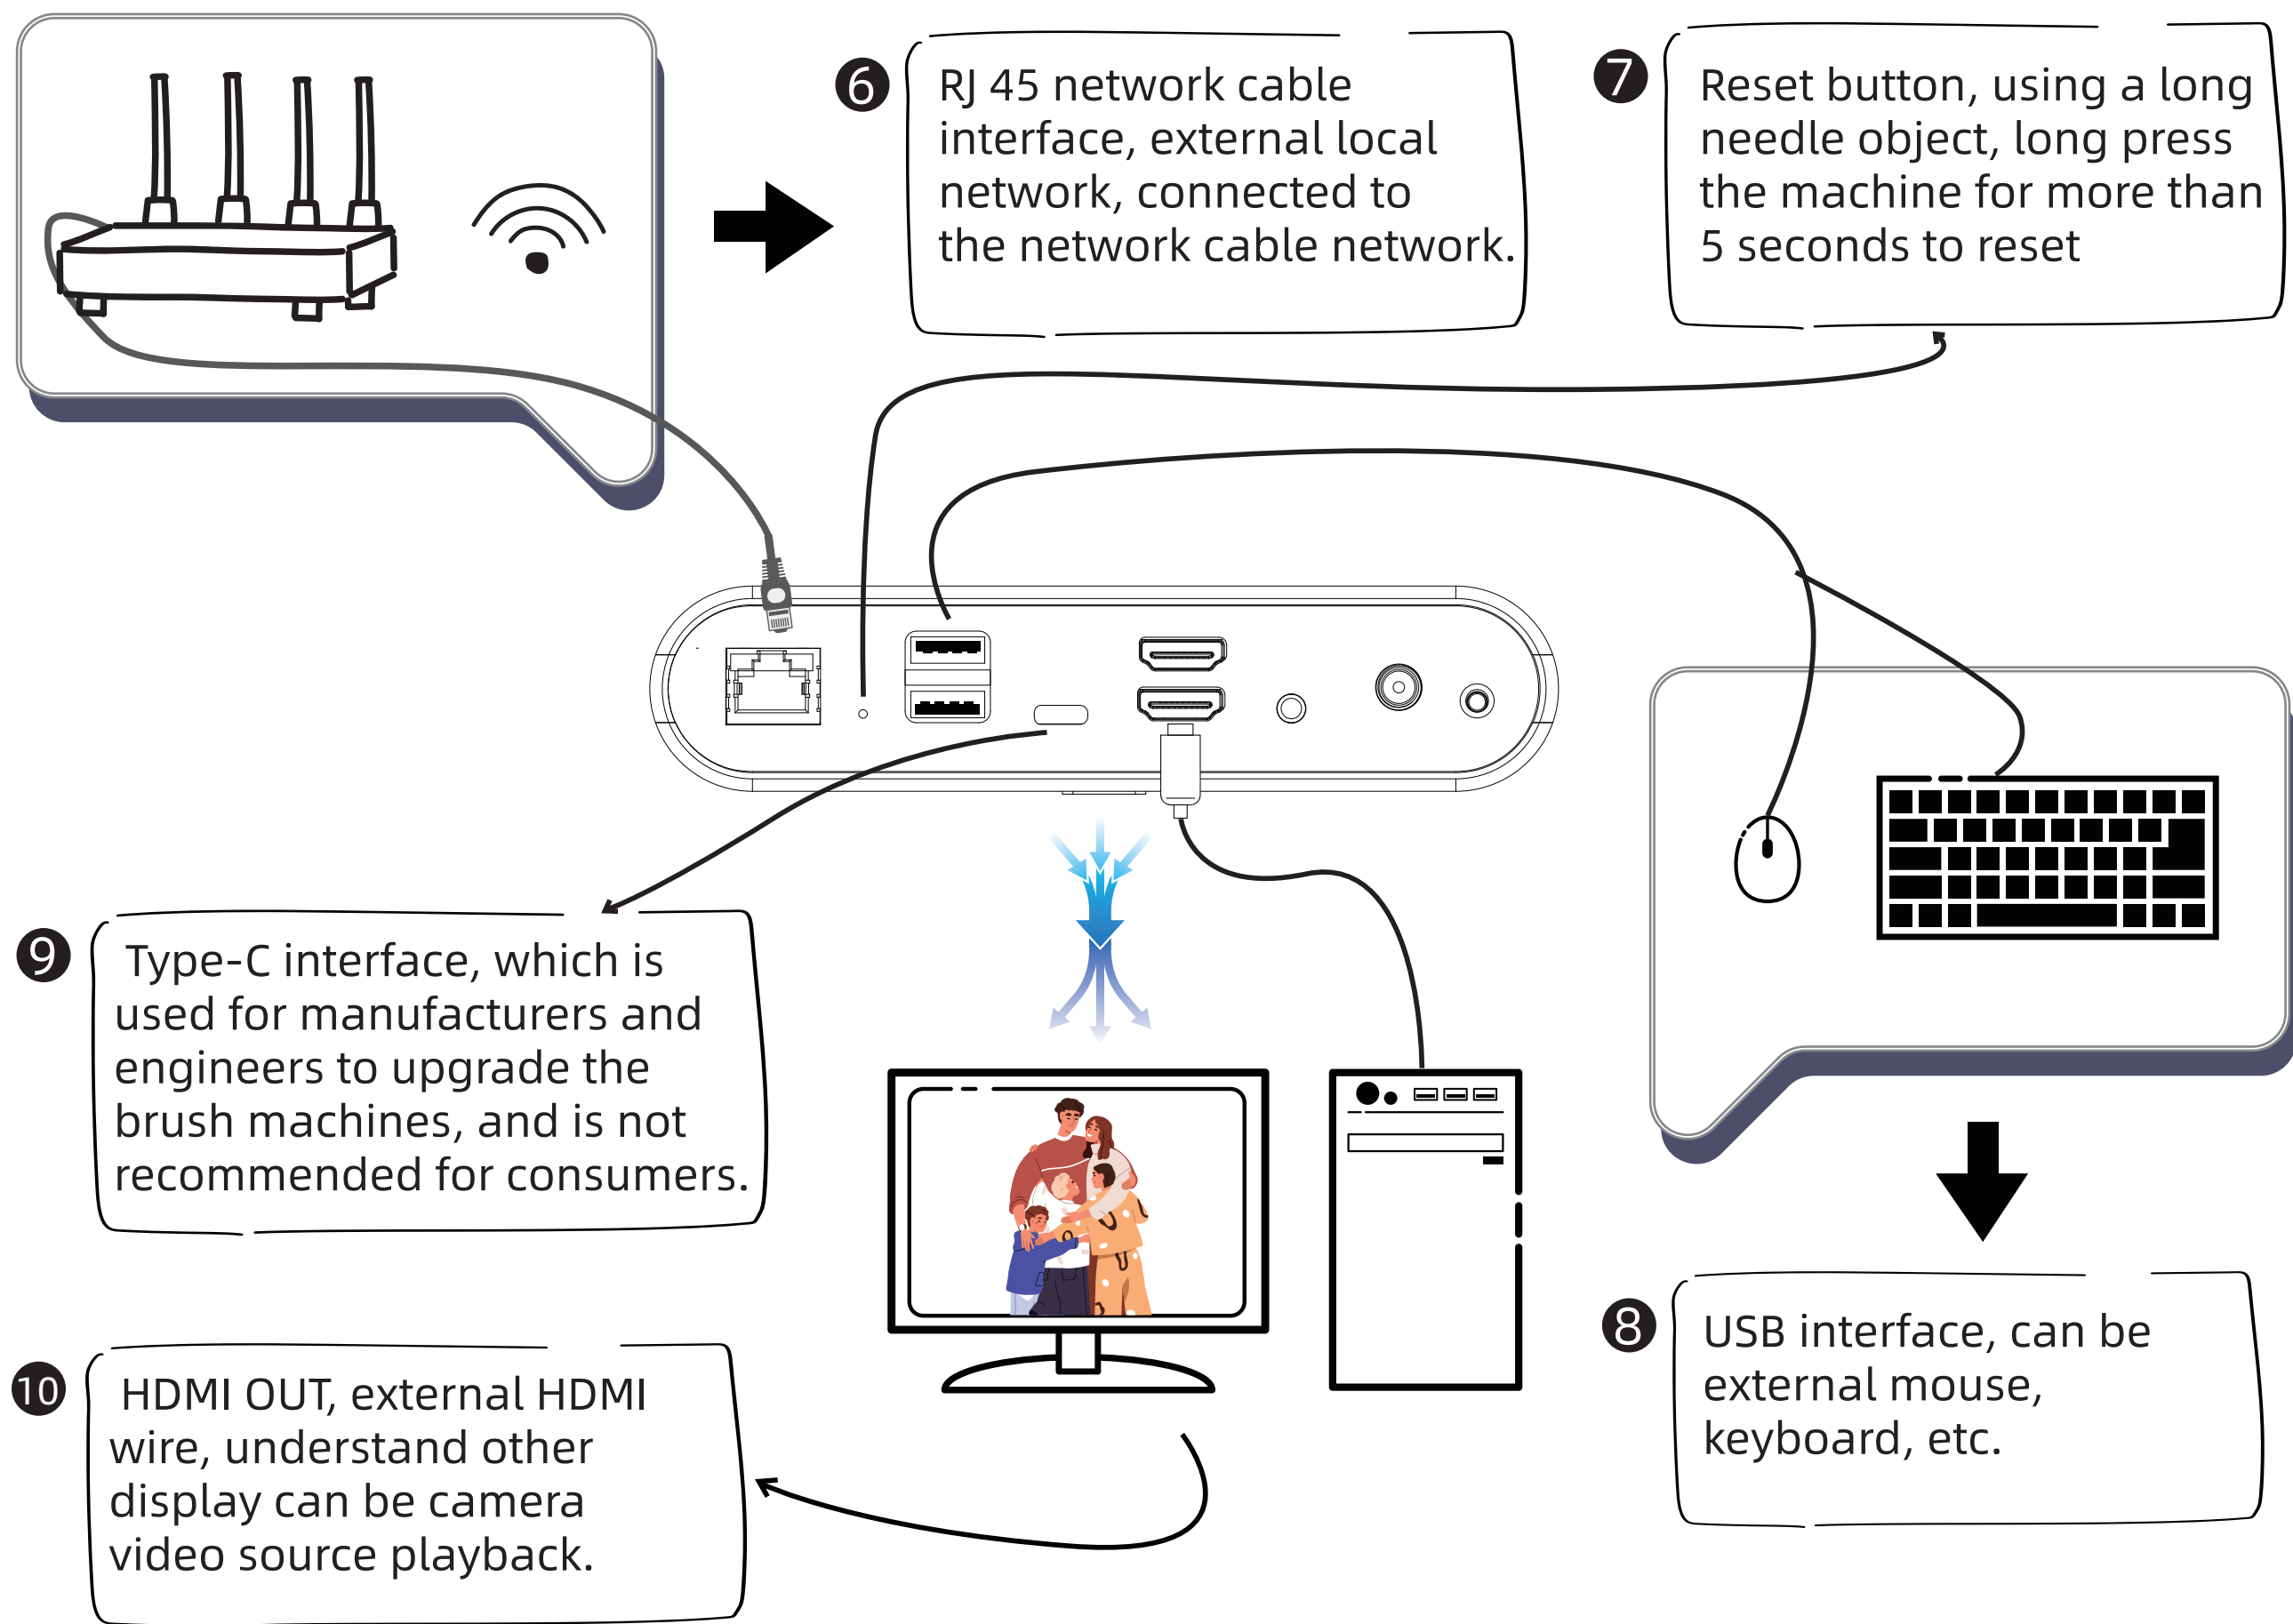 6
RJ 45 network cable
interface, external local
network, connected to
the network cable network.
7
Reset button, using a long
needle object, long press
the machine for more than
5 seconds to reset
9
Type-C interface, which is
used for manufacturers and
engineers to upgrade the
brush machines, and is not
recommended for consumers.
10
HDMI OUT, external HDMI
wire, understand other
display can be camera
video source playback.
8
USB interface, can be
external mouse,
keyboard, etc.